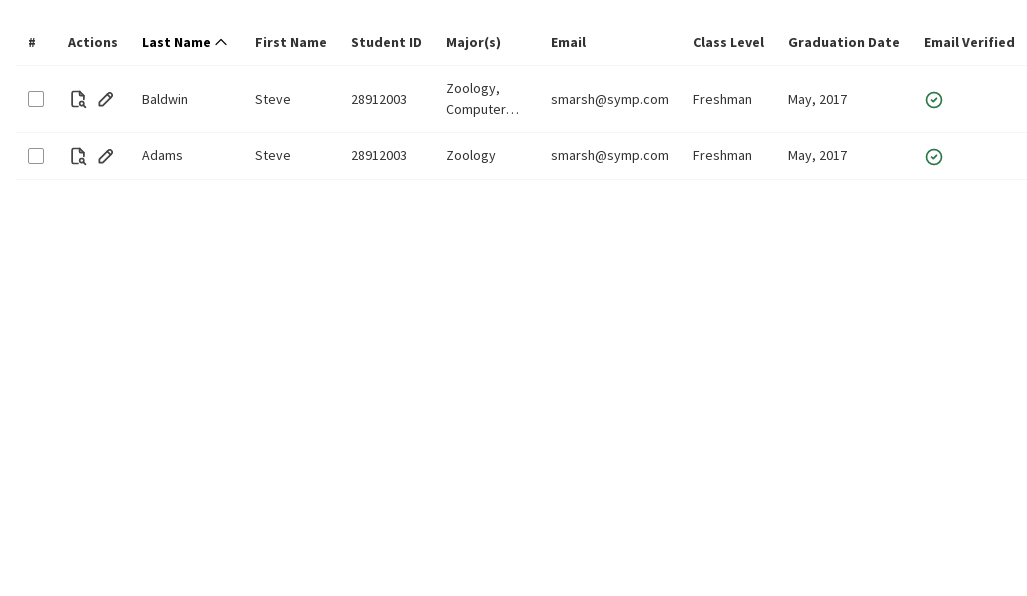 # Actions Last Name First Name Student ID Major(s) Email Class Level Graduation Date Email Verified
Baldwin Steve 28912003 Zoology, Computer… smarsh@symp.com Freshman May, 2017
Adams Steve 28912003 Zoology smarsh@symp.com Freshman May, 2017